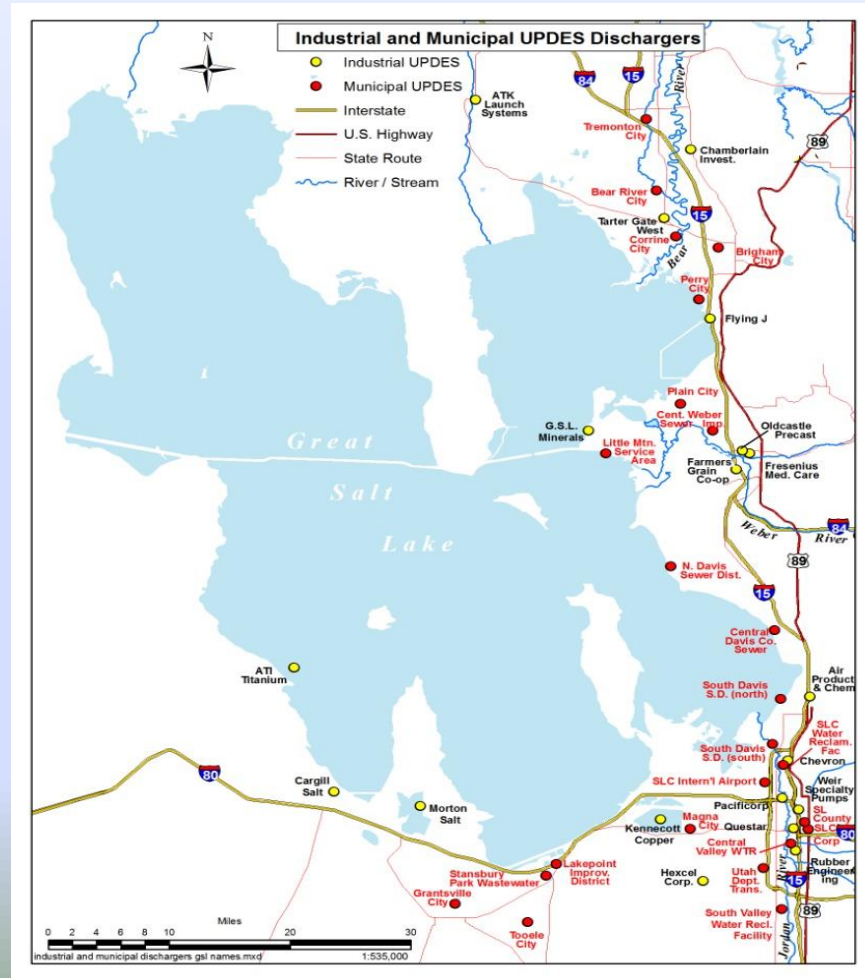 Industrial and Municipal UPDES Dischargers
N
Industrial UPDES
Municipal UPDES
Interstate
U.S. Highway
State Route
River / Stream
ATK
Launch
Systems
84
15
River
Tremonton
City
89
Chamberlain
Invest.
Bear River
City
15
Tarter Gate
West
Corrine
City
Bear
Brigham
City
Perry
City
Flying J
Plain City
Cent. Weber
Sewer Imp.
G.S.L.
Minerals
Oldcastle
Precast
Great
Little Mtn.
Service
Area
Farmers
Grain
Co-op
Fresenius
Med. Care
Salt
84
Weber
River
Lake
89
N. Davis
Sewer Dist.
15
Central
Davis Co.
Sewer
ATI
Titanium
Air
Product
& Chem
South Davis
S.D. (north)
SLC
Water
Reclam.
Fac
South Davis
S.D. (south)
Chevron
80
SLC Intern'l Airport
Weir
Specialty
Pumps
Cargill
Salt
Pacificorp
Morton
Salt
Magna
City
SL
County
Kennecott
Copper
Questar
SLC
Corp
80
Central
Valley WTR
Lakepoint
Improv.
District
Stansbury
Park Wastewater
Utah
Dept.
Trans.
River
Rubber
Engineer
ing
Hexcel
Corp.
15
Grantsville
City
South Valley
Water Recl.
Facility
89
Jordan
Tooele
City
Miles
0 2 4 6 8 10 20 30
industrial and municipal dischargers gsl names.mxd
1:535,000